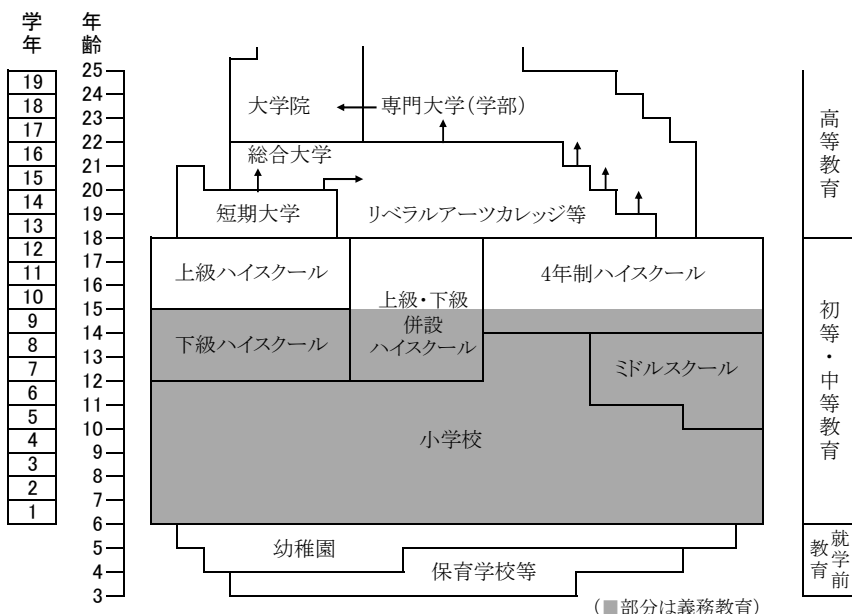 学年
年齢
19
18
17
16
15
14
13
12
11
10
9
8
7
6
5
4
3
2
1
25
24
23
22
21
20
19
18
17
16
15
14
13
12
11
10
9
8
7
6
5
4
3
大学院
専門大学(学部)
総合大学
短期大学
リベラルアーツカレッジ等
上級ハイスクール
上級・下級
併設
ハイスクール
4年制ハイスクール
下級ハイスクール
ミドルスクール
小学校
幼稚園
保育学校等
高等教育
初等・中等教育
就学前
教育
(■部分は義務教育)